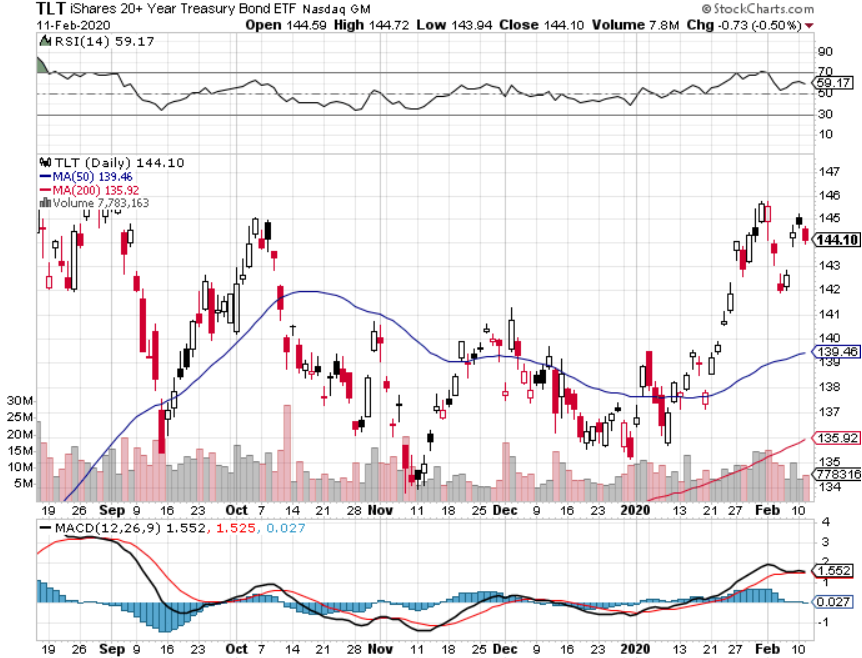 TLT iShares 20+ Year Treasury Bond ETF Nasdaq GM © StockCharts.com
11-Feb-2020 Open 144.59 High 144.72 Low 143.94 Close 144.10 Volume 7.8M Chg -0.73 (-0.50%)
RSI(14) 59.17
90
70
59.17
50
30
10
TLT (Daily) 144.10
MA(50) 139.46
MA(200) 135.92
Volume 7,783,163
147
146
145
144.10
143
142
141
140
139.46
139
138
137
135.92
135
134
30M
25M
20M
15M
10M
5M
778316
19 26 Sep 9 16 23 Oct 7 14 21 28 Nov 11 18 25 Dec 9 16 23 2020 13 21 27 Feb 10
MACD(12,26,9) 1.552, 1.525, 0.027
4
3
2
1.552
1
0.027
-1
19 26 Sep 9 16 23 Oct 7 14 21 28 Nov 11 18 25 Dec 9 16 23 2020 13 21 27 Feb 10